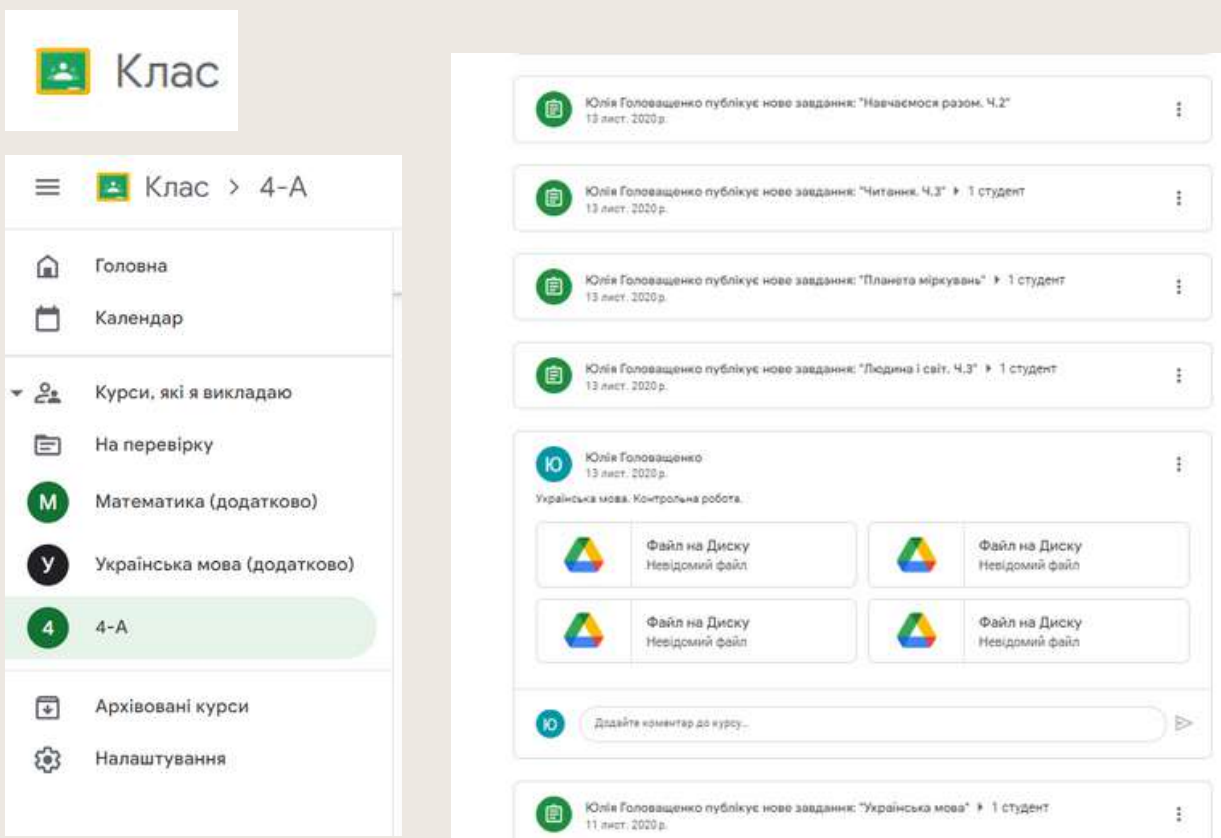 Клас
Клас > 4-А
Головна
Календар
Курси, які я викладаю
На перевірку
М Математика (додатково)
У Українська мова (додатково)
4 4-А
Архівовані курси
Налаштування
Юлія Головащенко публікує нове завдання: "Навчаємося разом. Ч.2"
13 лист. 2020 р.
Юлія Головащенко публікує нове завдання: "Читання. Ч.3" 1 студент
13 лист. 2020 р.
Юлія Головащенко публікує нове завдання: "Планета міркувань" 1 студент
13 лист. 2020 р.
Юлія Головащенко публікує нове завдання: "Людина і світ. Ч.3" 1 студент
13 лист. 2020 р.
Ю Юлія Головащенко
13 лист. 2020 р.
Українська мова. Контрольна робота.
Файл на Диску
Невідомий файл
Файл на Диску
Невідомий файл
Файл на Диску
Невідомий файл
Файл на Диску
Невідомий файл
Ю Додайте коментар до курсу...
Юлія Головащенко публікує нове завдання: "Українська мова" 1 студент
11 лист. 2020 р.